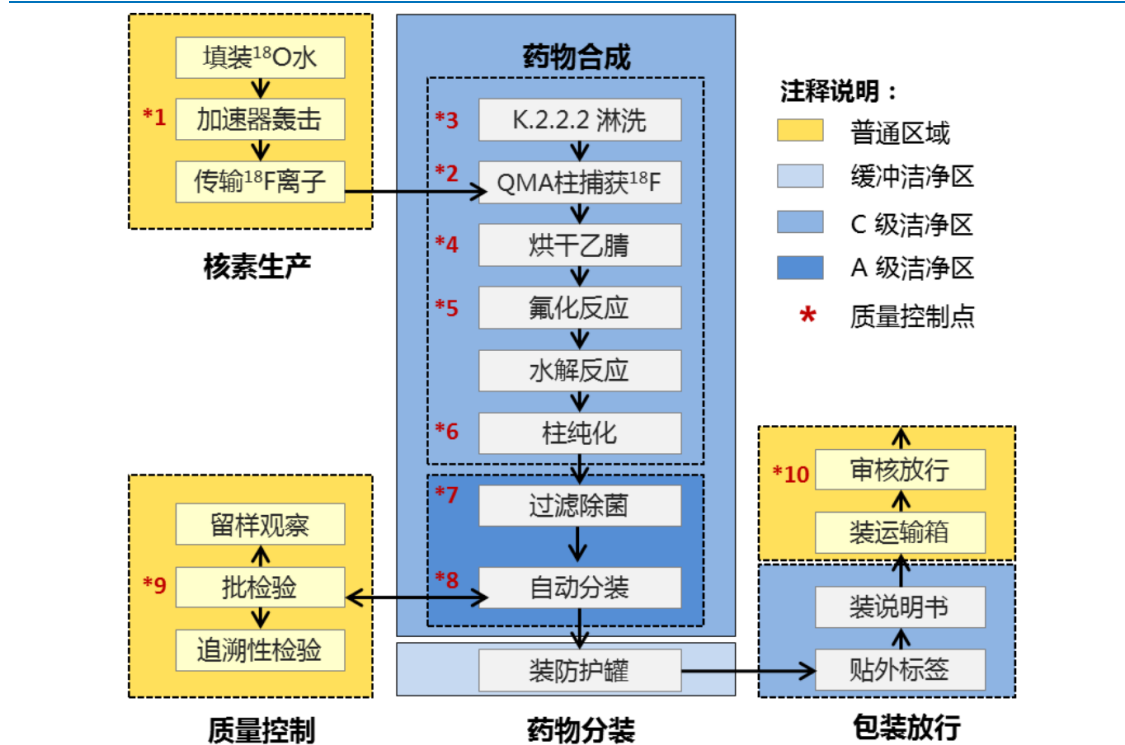 填装¹⁸O水
*1
加速器轰击
传输¹⁸F离子
核素生产
药物合成
*3
K.2.2.2 淋洗
*2
QMA柱捕获¹⁸F
*4
烘干乙腈
*5
氟化反应
水解反应
*6
柱纯化
*7
过滤除菌
*8
自动分装
装防护罐
药物分装
留样观察
*9
批检验
追溯性检验
质量控制
注释说明：
普通区域
缓冲洁净区
C 级洁净区
A 级洁净区
* 质量控制点
*10
审核放行
装运输箱
装说明书
贴外标签
包装放行